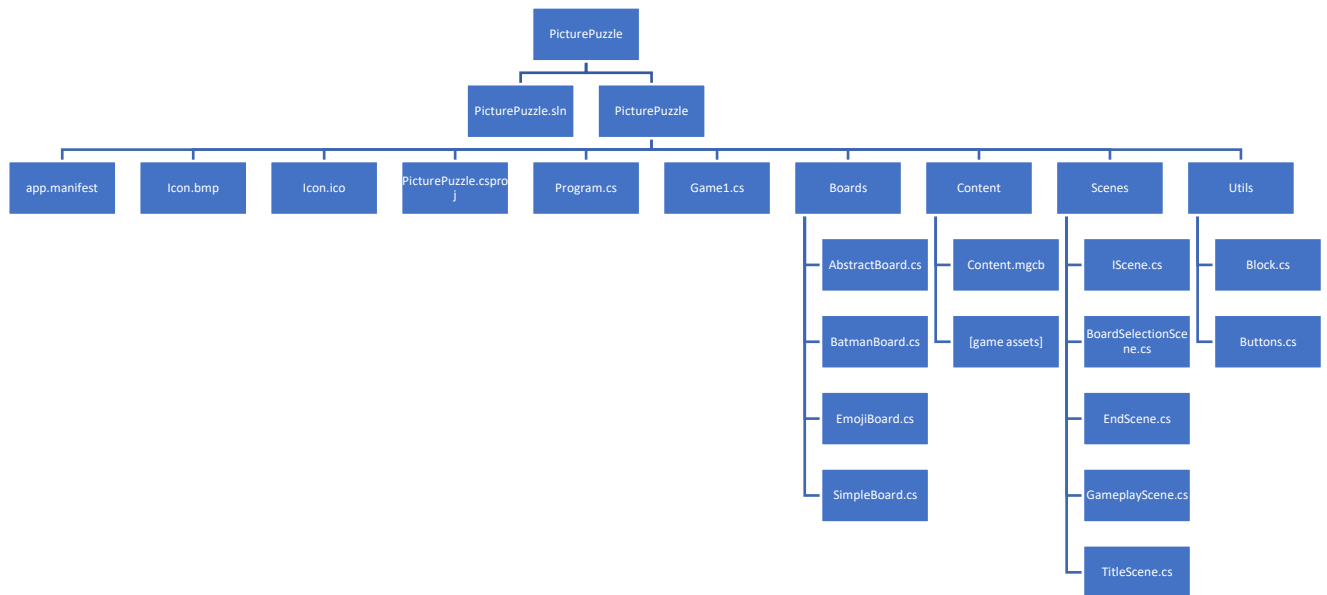 PicturePuzzle
PicturePuzzle.sln
PicturePuzzle
app.manifest
Icon.bmp
Icon.ico
PicturePuzzle.cspro
j
Program.cs
Game1.cs
Boards
Content
Scenes
Utils
AbstractBoard.cs
Content.mgcb
IScene.cs
Block.cs
BatmanBoard.cs
[game assets]
BoardSelectionSce
ne.cs
Buttons.cs
EmojiBoard.cs
EndScene.cs
SimpleBoard.cs
GameplayScene.cs
TitleScene.cs